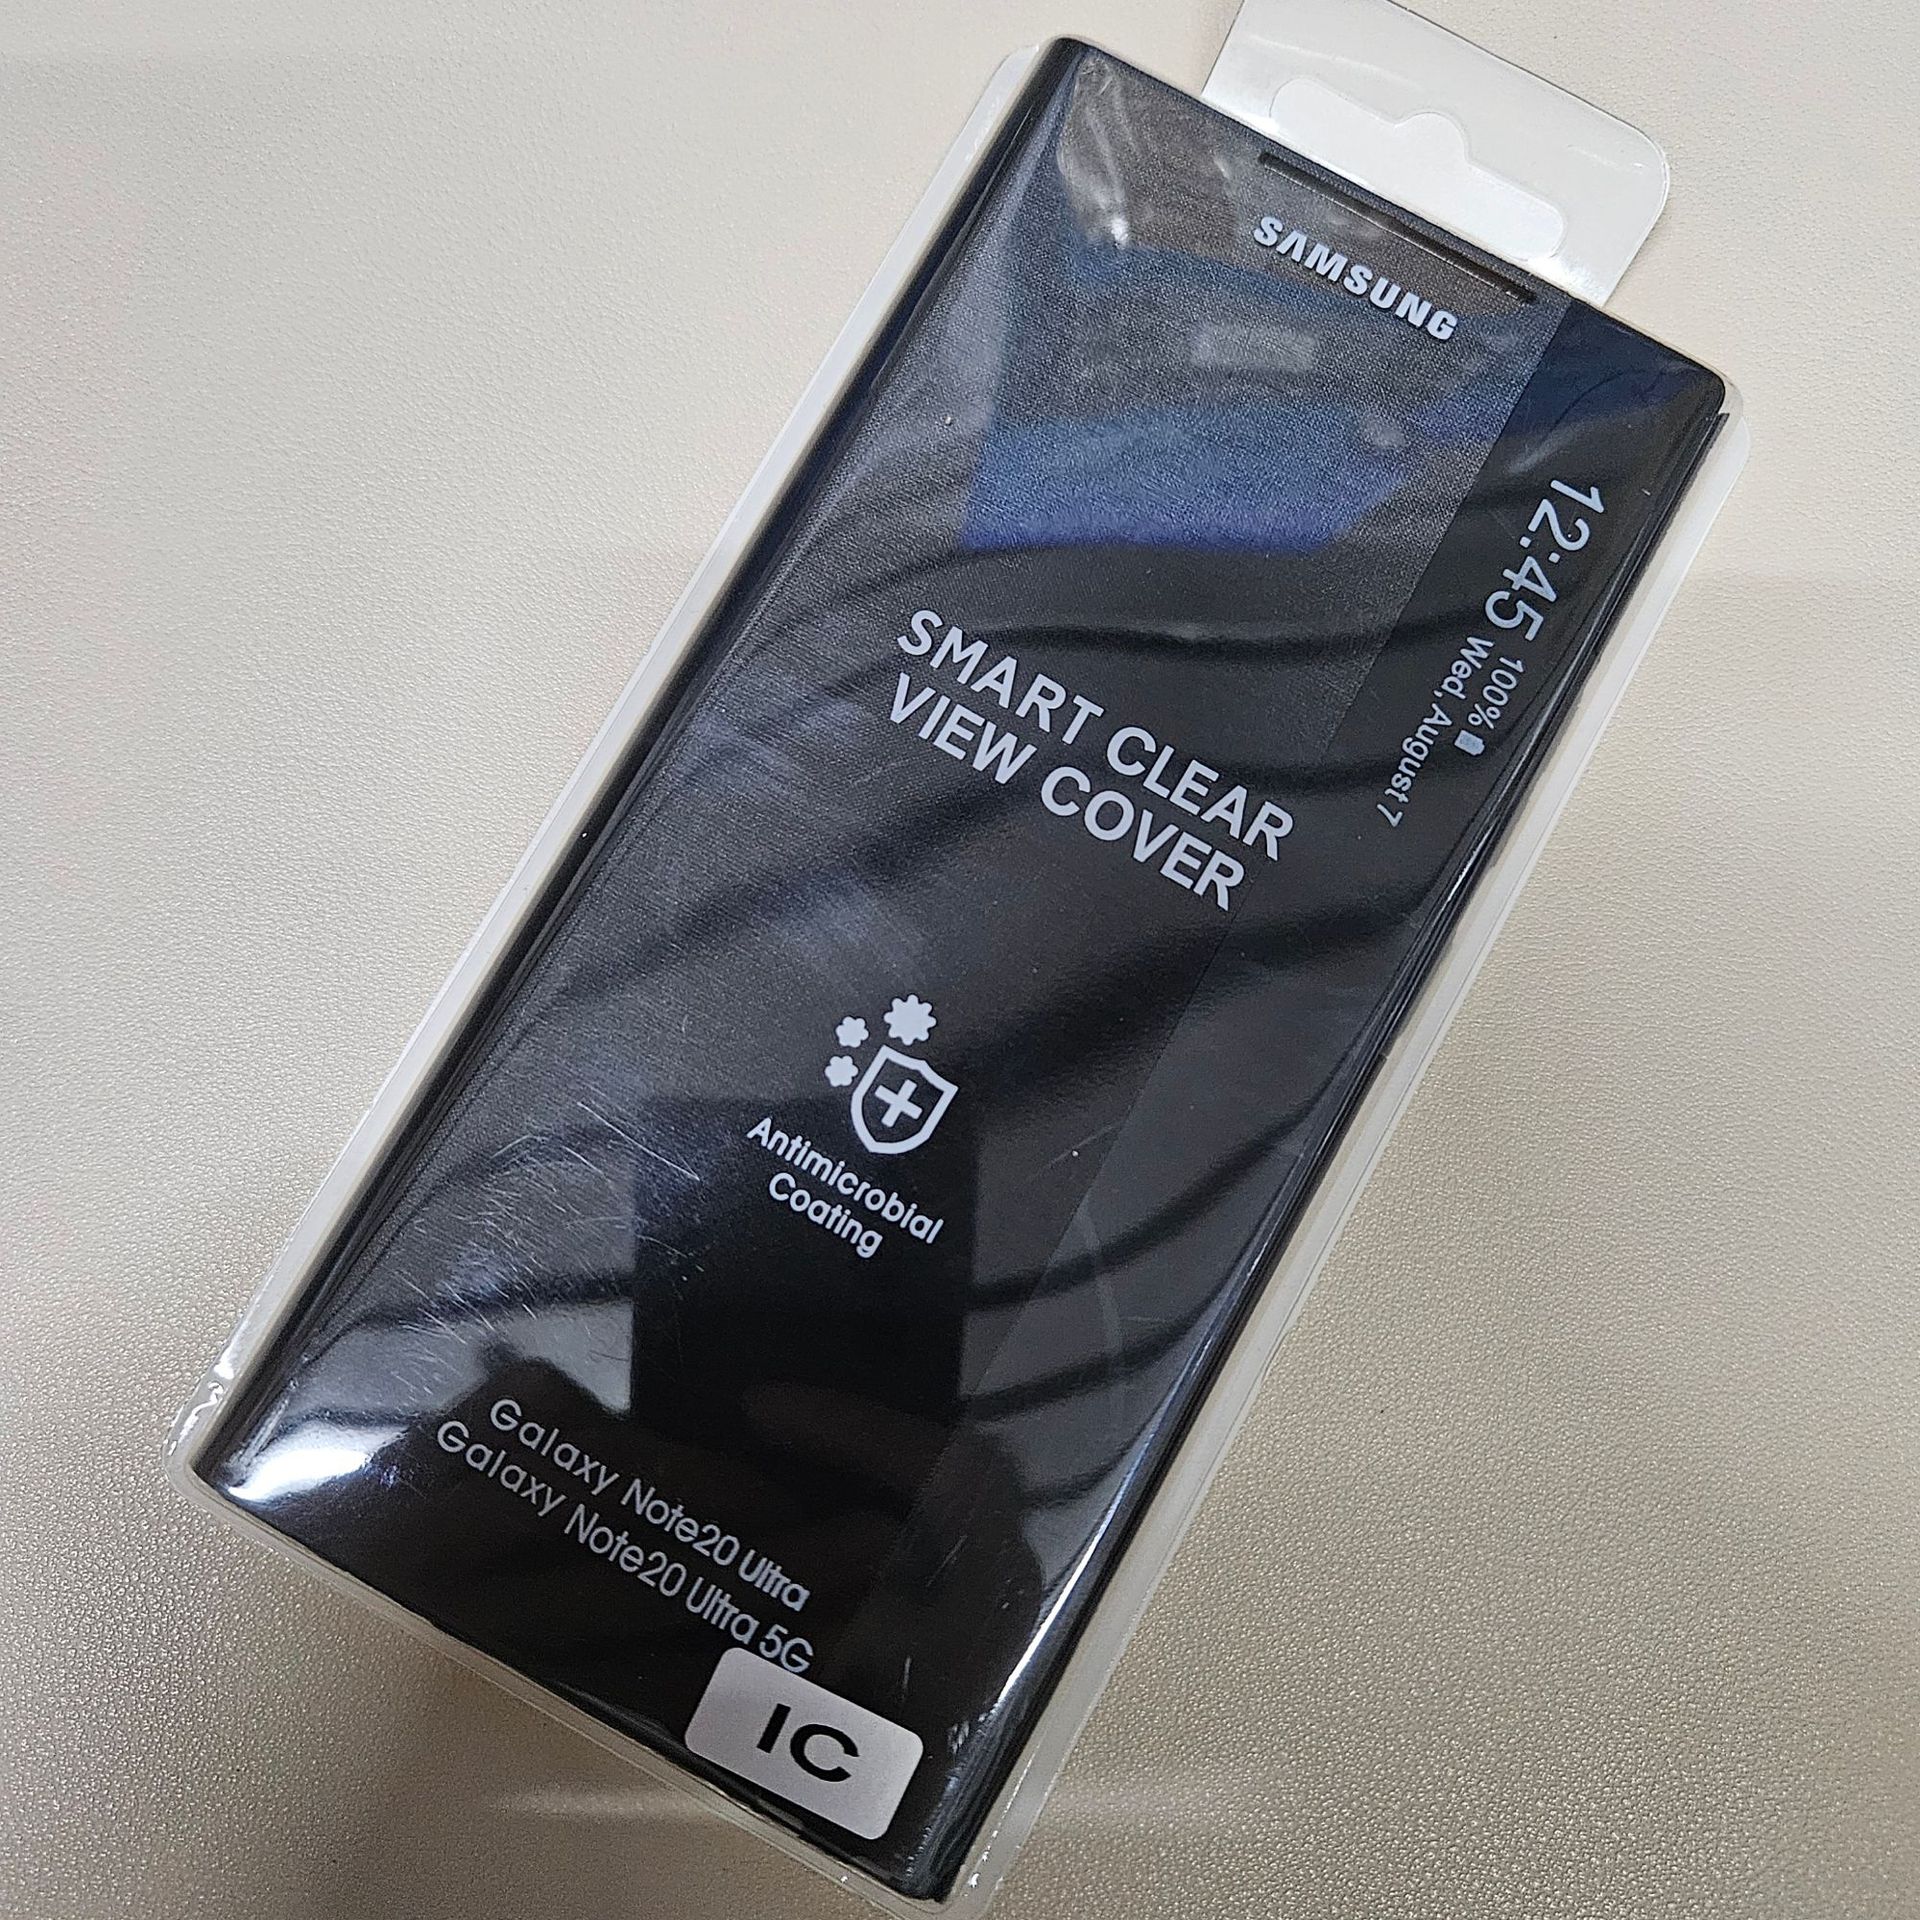 SAMSUNG
12:45
100%
Wed, August 7
SMART CLEAR
VIEW COVER
Antimicrobial
Coating
Galaxy Note20 Ultra
Galaxy Note20 Ultra 5G
IC